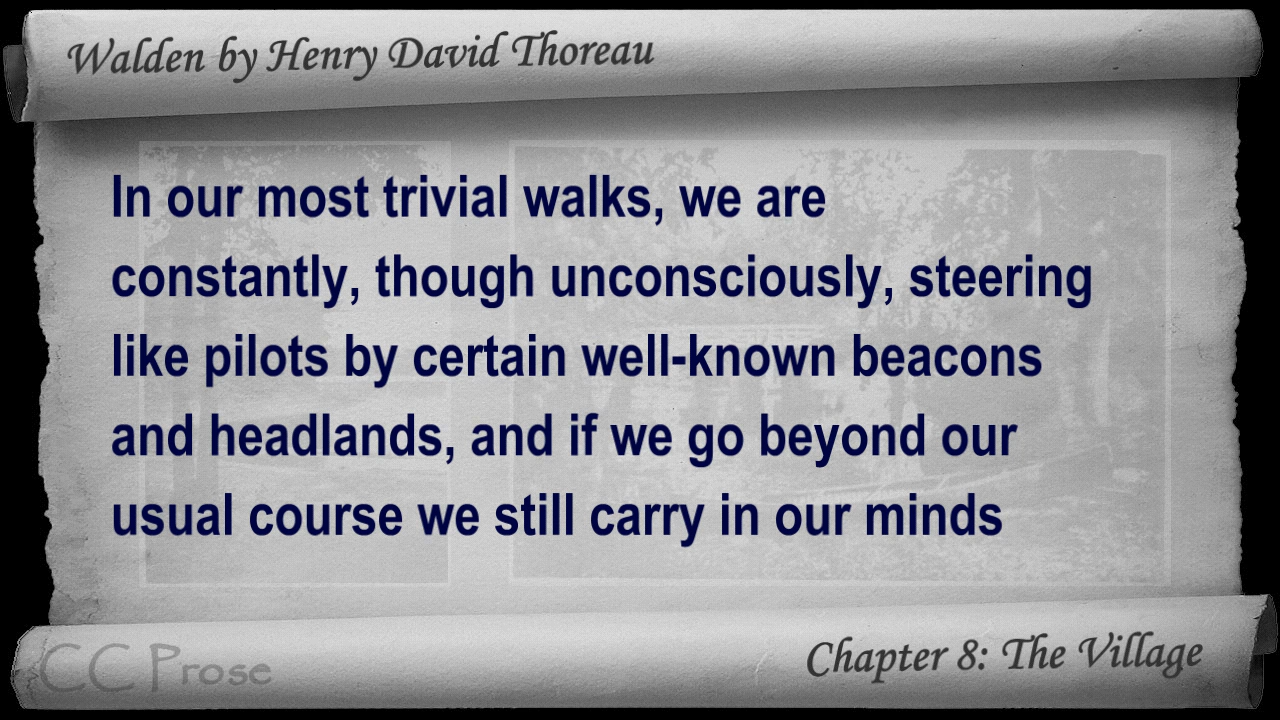 Walden by Henry David Thoreau
In our most trivial walks, we are
constantly, though unconsciously, steering
like pilots by certain well-known beacons
and headlands, and if we go beyond our
usual course we still carry in our minds
CC Prose
Chapter 8: The Village